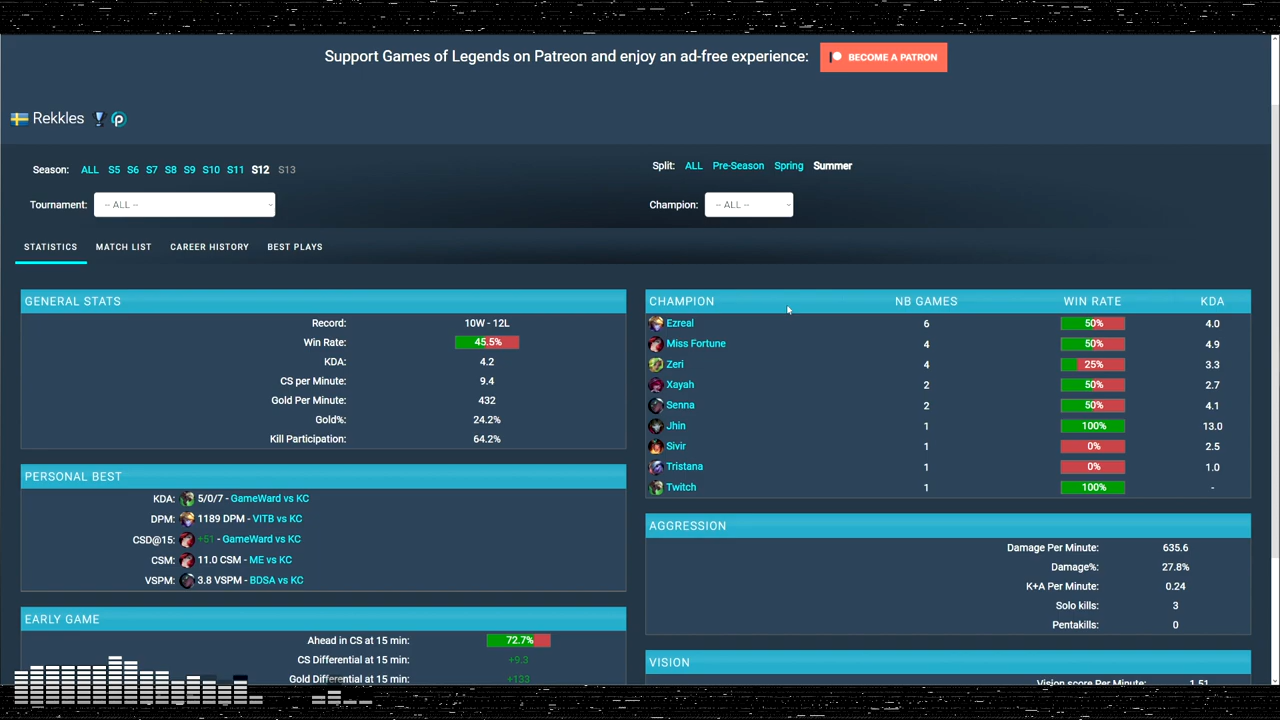 Support Games of Legends on Patreon and enjoy an ad-free experience: BECOME A PATRON
Rekkles
Season: ALL S5 S6 S7 S8 S9 S10 S11 S12 S13
Split: ALL Pre-Season Spring Summer
Tournament: -- ALL --
Champion: -- ALL --
STATISTICS MATCH LIST CAREER HISTORY BEST PLAYS
GENERAL STATS
Record: 10W - 12L
Win Rate: 45.5%
KDA: 4.2
CS per Minute: 9.4
Gold Per Minute: 432
Gold%: 24.2%
Kill Participation: 64.2%
PERSONAL BEST
KDA: 5/0/7 - GameWard vs KC
DPM: 1189 DPM - VITB vs KC
CSD@15: +51 - GameWard vs KC
CSM: 11.0 CSM - ME vs KC
VSPM: 3.8 VSPM - BDSA vs KC
EARLY GAME
Ahead in CS at 15 min: 72.7%
CS Differential at 15 min: +9.3
Gold Differential at 15 min: +133
CHAMPION NB GAMES WIN RATE KDA
Ezreal 6 50% 4.0
Miss Fortune 4 50% 4.9
Zeri 4 25% 3.3
Xayah 2 50% 2.7
Senna 2 50% 4.1
Jhin 1 100% 13.0
Sivir 1 0% 2.5
Tristana 1 0% 1.0
Twitch 1 100% -
AGGRESSION
Damage Per Minute: 635.6
Damage%: 27.8%
K+A Per Minute: 0.24
Solo kills: 3
Pentakills: 0
VISION
Vision score Per Minute: 1.51